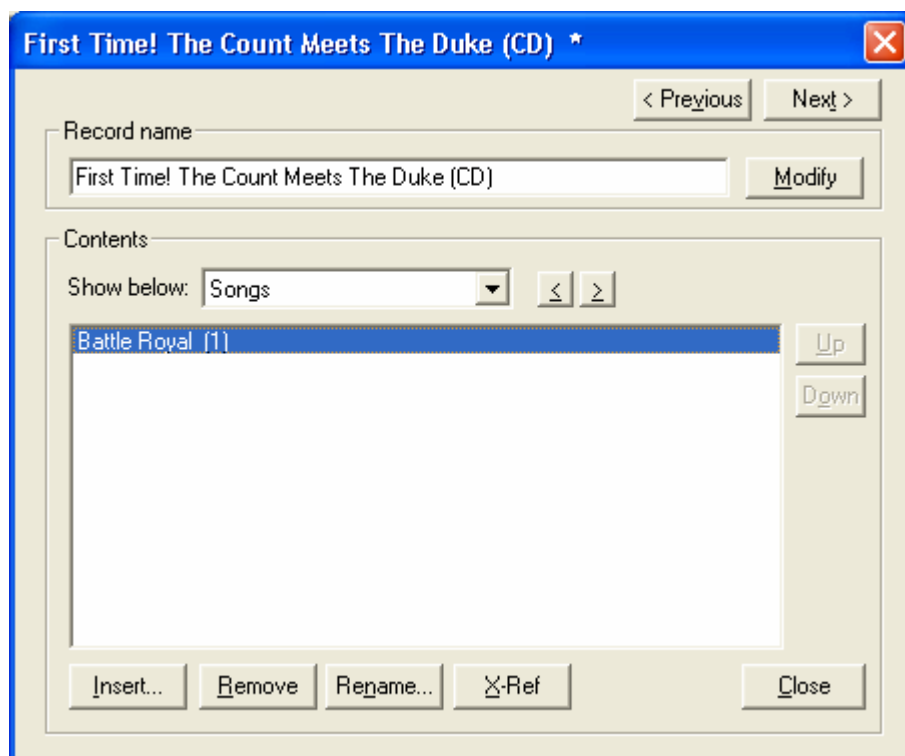 First Time! The Count Meets The Duke (CD) *
< Previous Next >
Record name
First Time! The Count Meets The Duke (CD) Modify
Contents
Show below: Songs < >
Battle Royal (1)
Up
Down
Insert... Remove Rename... X-Ref Close